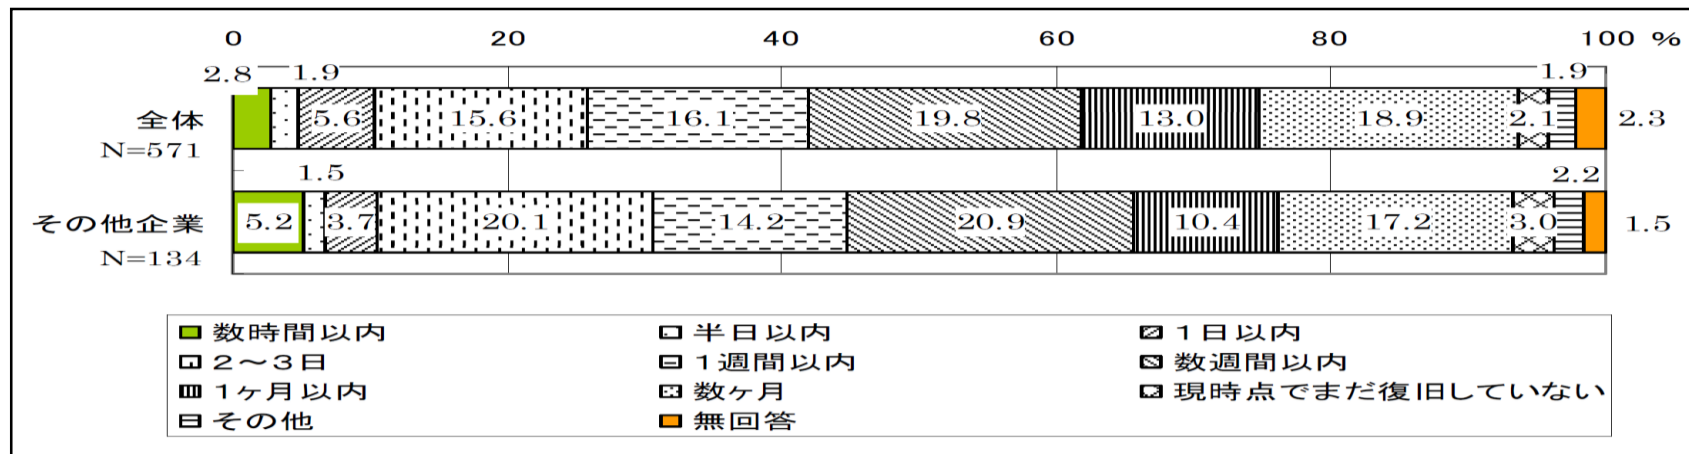 0 20 40 60 80 100 %
2.8 1.9 1.9
全体 5.6 15.6 16.1 19.8 13.0 18.9 2.1 2.3
N=571
1.5 2.2
その他企業 5.2 3.7 20.1 14.2 20.9 10.4 17.2 3.0 1.5
N=134
数時間以内 半日以内 1日以内
2～3日 1週間以内 数週間以内
1ヶ月以内 数ヶ月 現時点でまだ復旧していない
その他 無回答